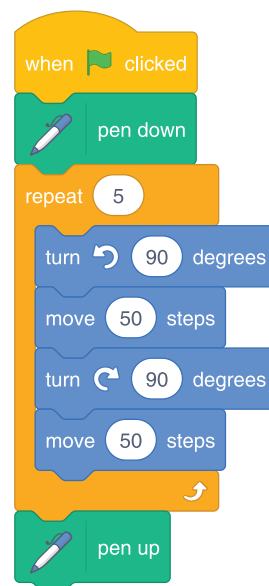 when clicked
pen down
repeat 5
turn 90 degrees
move 50 steps
turn 90 degrees
move 50 steps
pen up